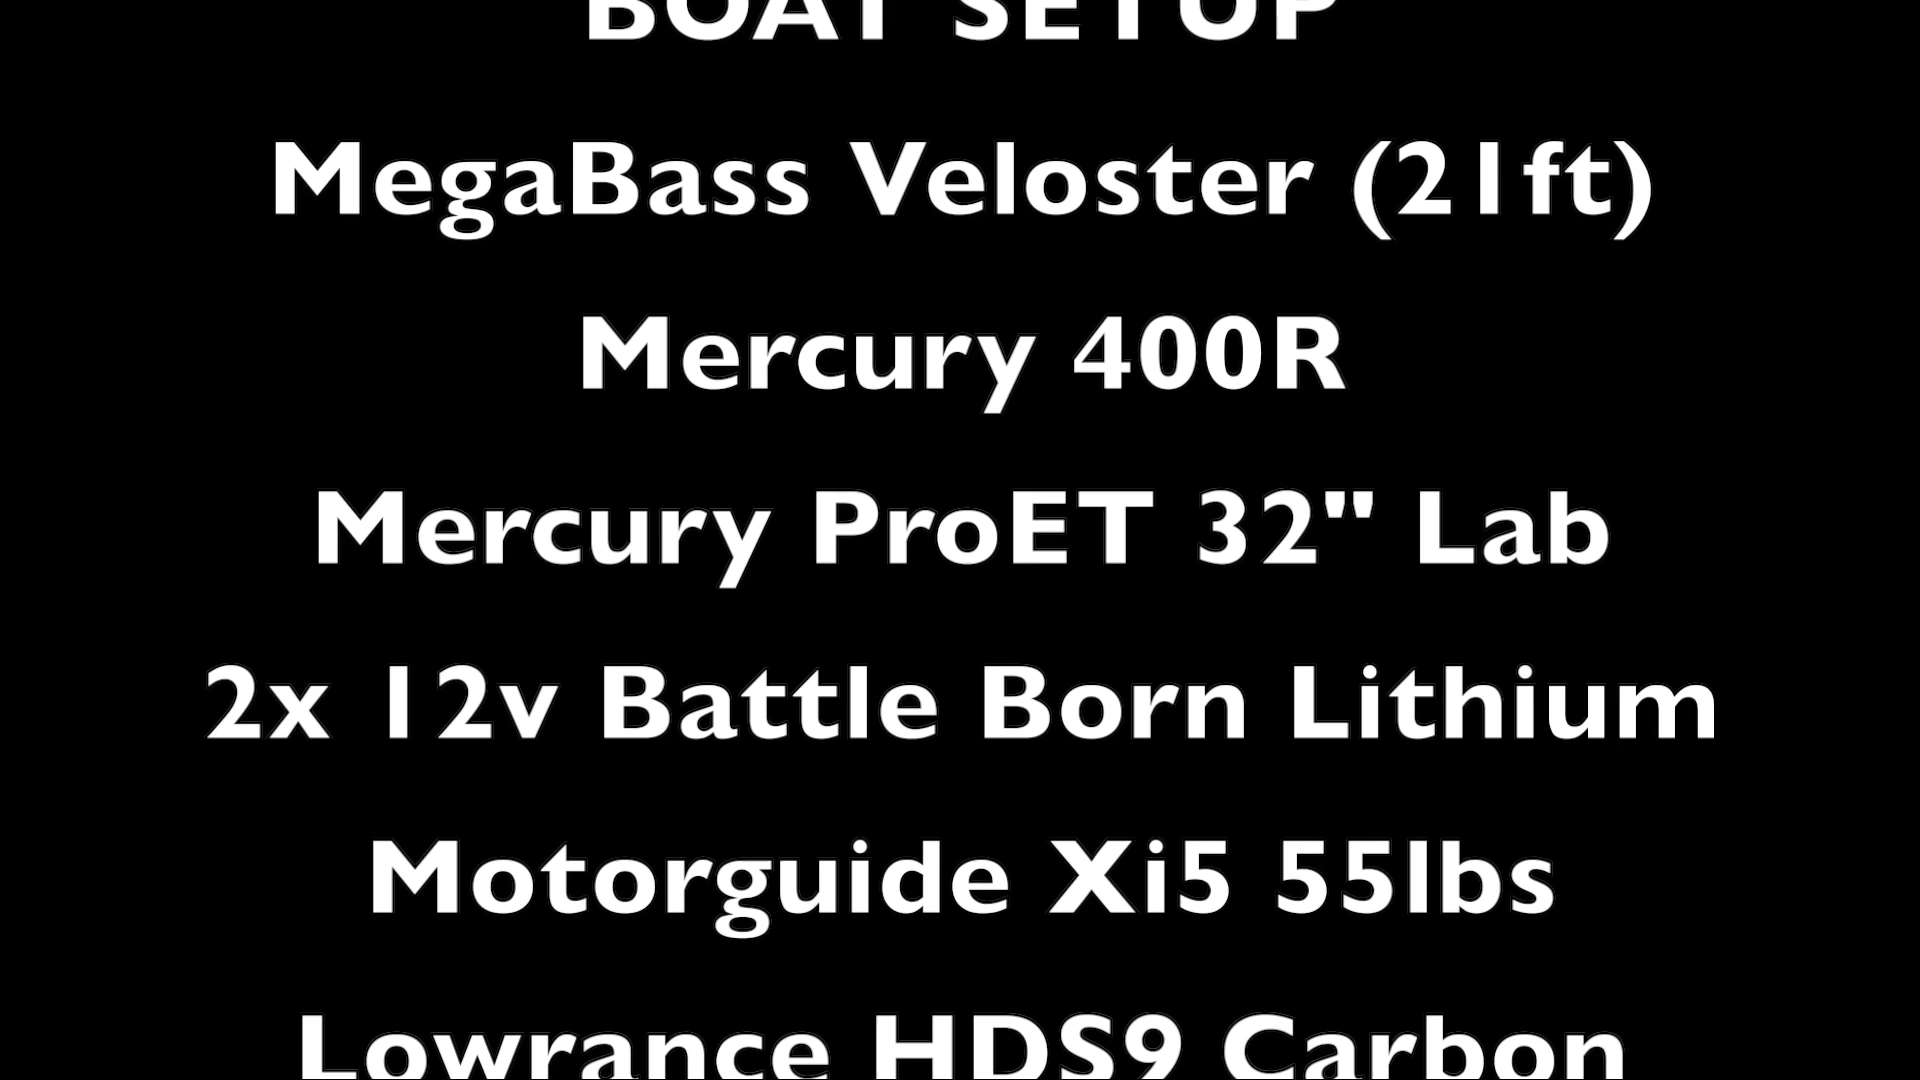 BOAT SETUP
MegaBass Veloster (21ft)
Mercury 400R
Mercury ProET 32" Lab
2x 12v Battle Born Lithium
Motorguide Xi5 55lbs
Lowrance HDS9 Carbon